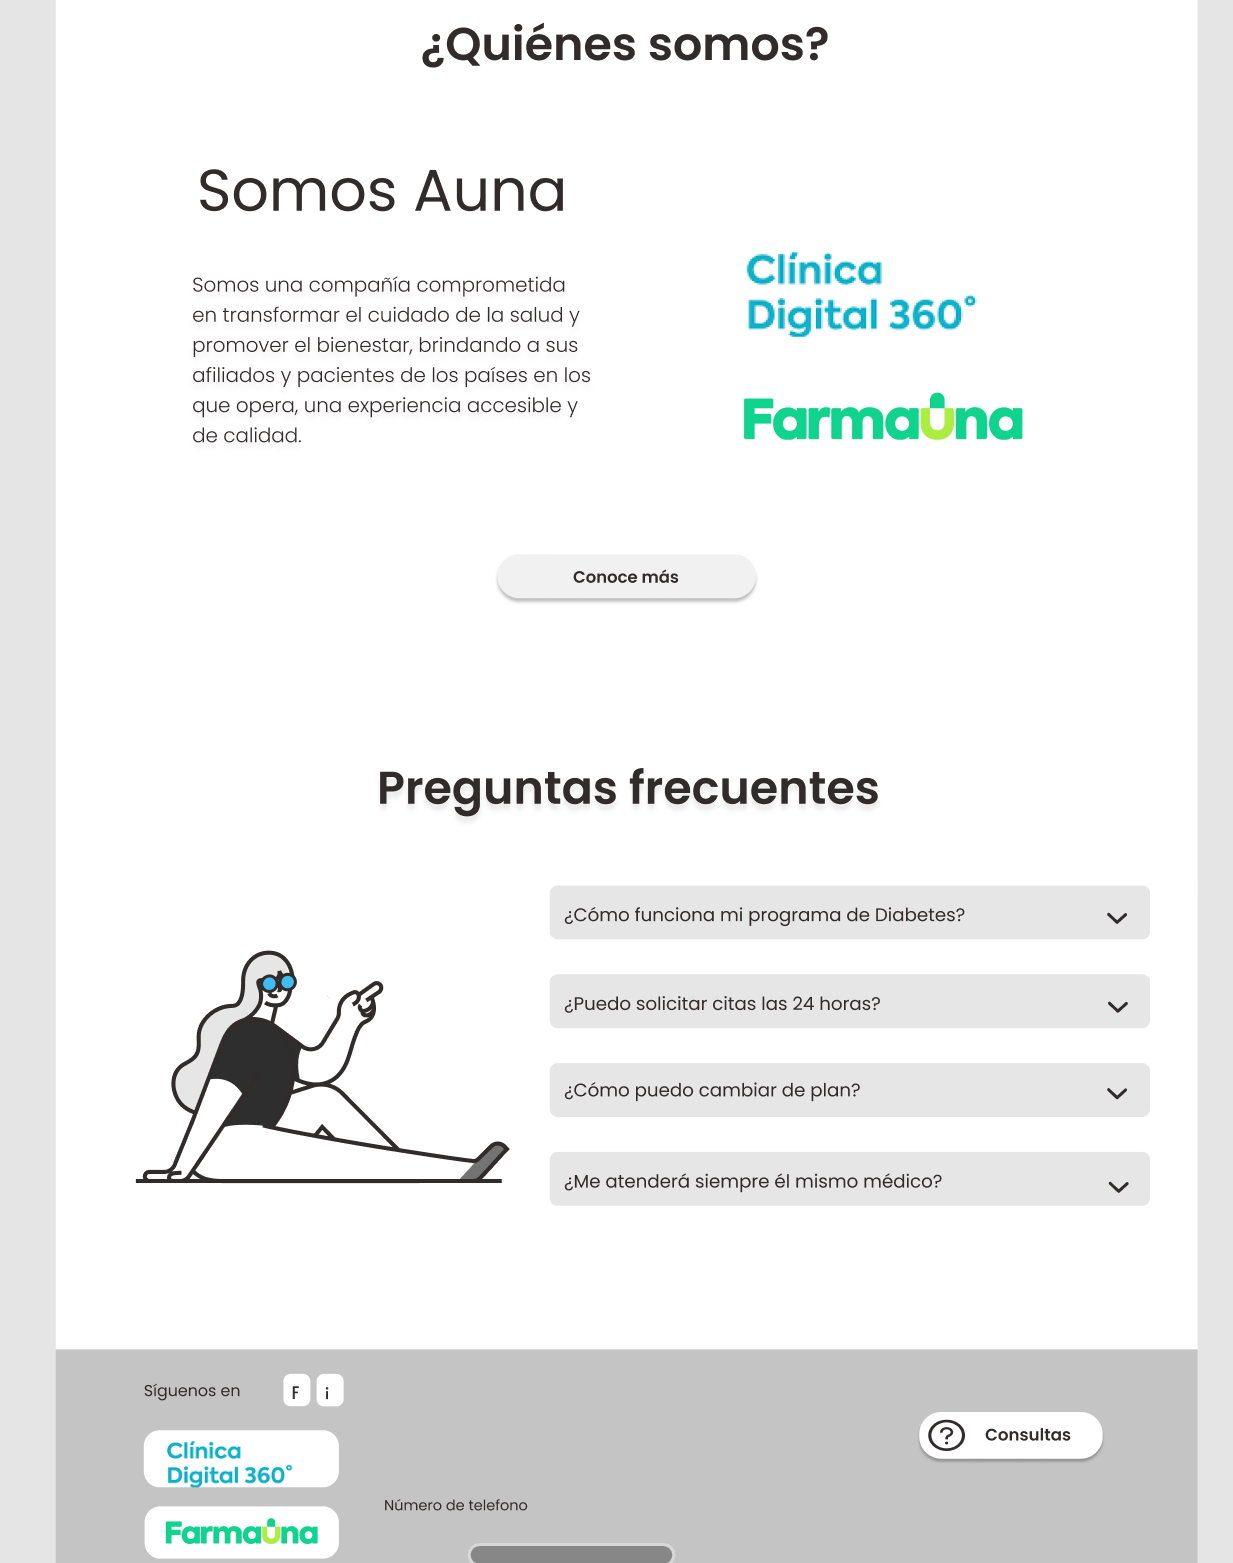 ¿Quiénes somos?
Somos Auna
Somos una compañía comprometida
en transformar el cuidado de la salud y
promover el bienestar, brindando a sus
afiliados y pacientes de los países en los
que opera, una experiencia accesible y
de calidad.
Clínica
Digital 360°
Farmauna
Conoce más
Preguntas frecuentes
¿Cómo funciona mi programa de Diabetes?
¿Puedo solicitar citas las 24 horas?
¿Cómo puedo cambiar de plan?
¿Me atenderá siempre él mismo médico?
Síguenos en
F i
Clínica
Digital 360°
Farmauna
Número de telefono
? Consultas